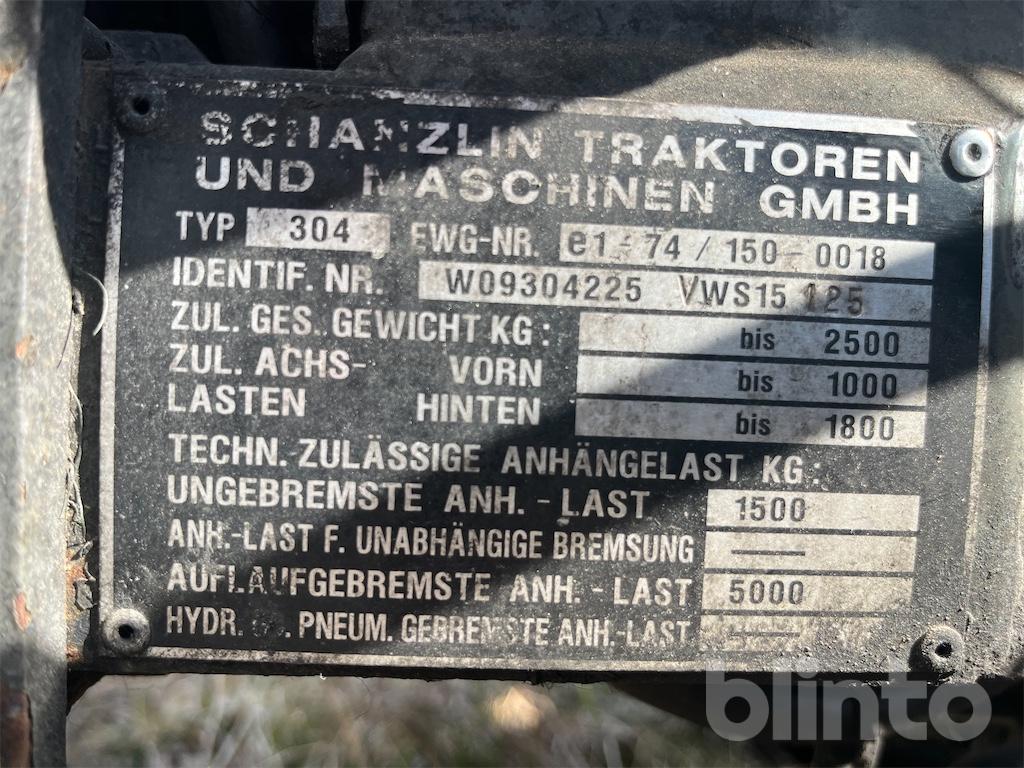 SCHANZLIN TRAKTOREN
UND MASCHINEN GMBH
TYP 304 EWG-NR. e1-74/150-0018
IDENTIF. NR. W09304225 VWS15125
ZUL. GES. GEWICHT KG: bis 2500
ZUL. ACHS- VORN bis 1000
LASTEN HINTEN bis 1800
TECHN. ZULÄSSIGE ANHÄNGELAST KG:
UNGEBREMSTE ANH. - LAST 1500
ANH.-LAST F. UNABHÄNGIGE BREMSUNG —
AUFLAUFGEBREMSTE ANH. - LAST 5000
HYDR. PNEUM. GEBREMSTE ANH.-LAST —
blinto